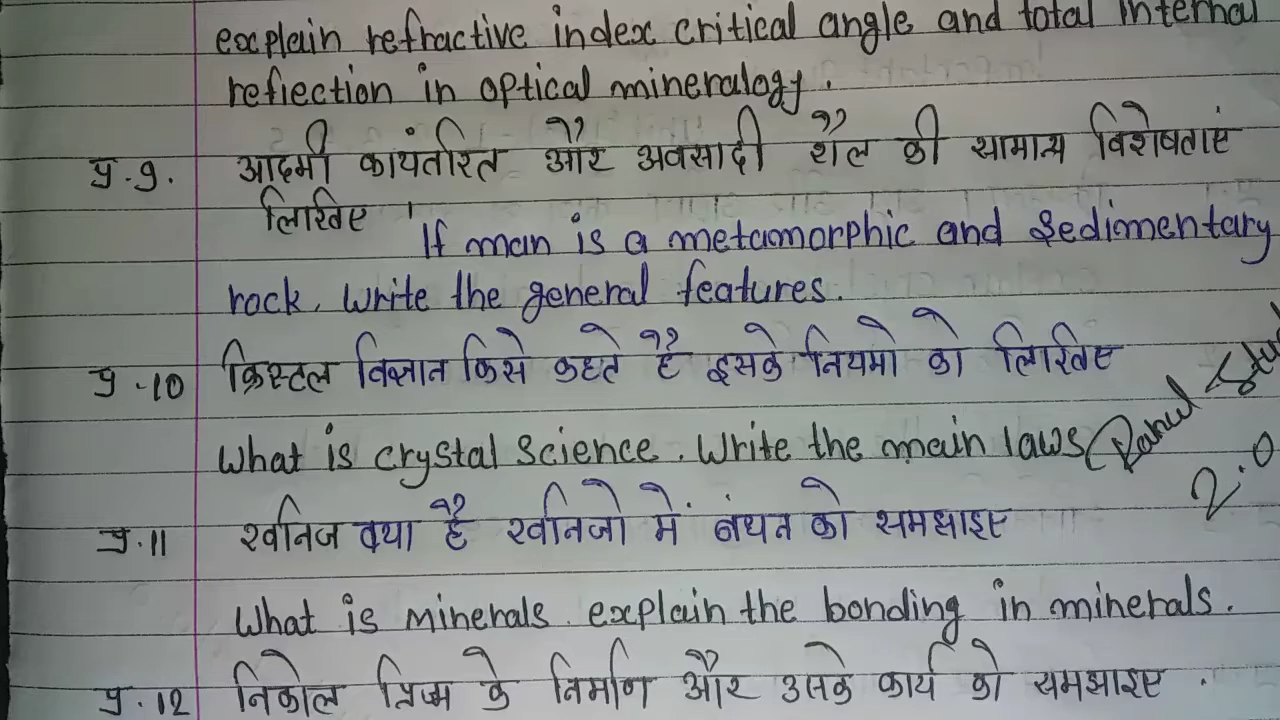 explain refractive index critical angle and total internal
refiection in optical mineralogy.
प्र.9. आदमी कायंतरित और अवसादी शैल की सामान्य विशेषताएं
लिखिए । If man is a metamorphic and sedimentary
rock. Write the general features.
प्र.10 क्रिस्टल विज्ञान किसे कहते है इसके नियमो को लिखिए
What is crystal science. Write the main laws
प्र.11 खनिज क्या है खनिजो में बंधन को समझाइए
What is minerals. explain the bonding in minerals.
प्र.12 निकोल प्रिज्म के निर्माण और उसके कार्य को समझाइए .